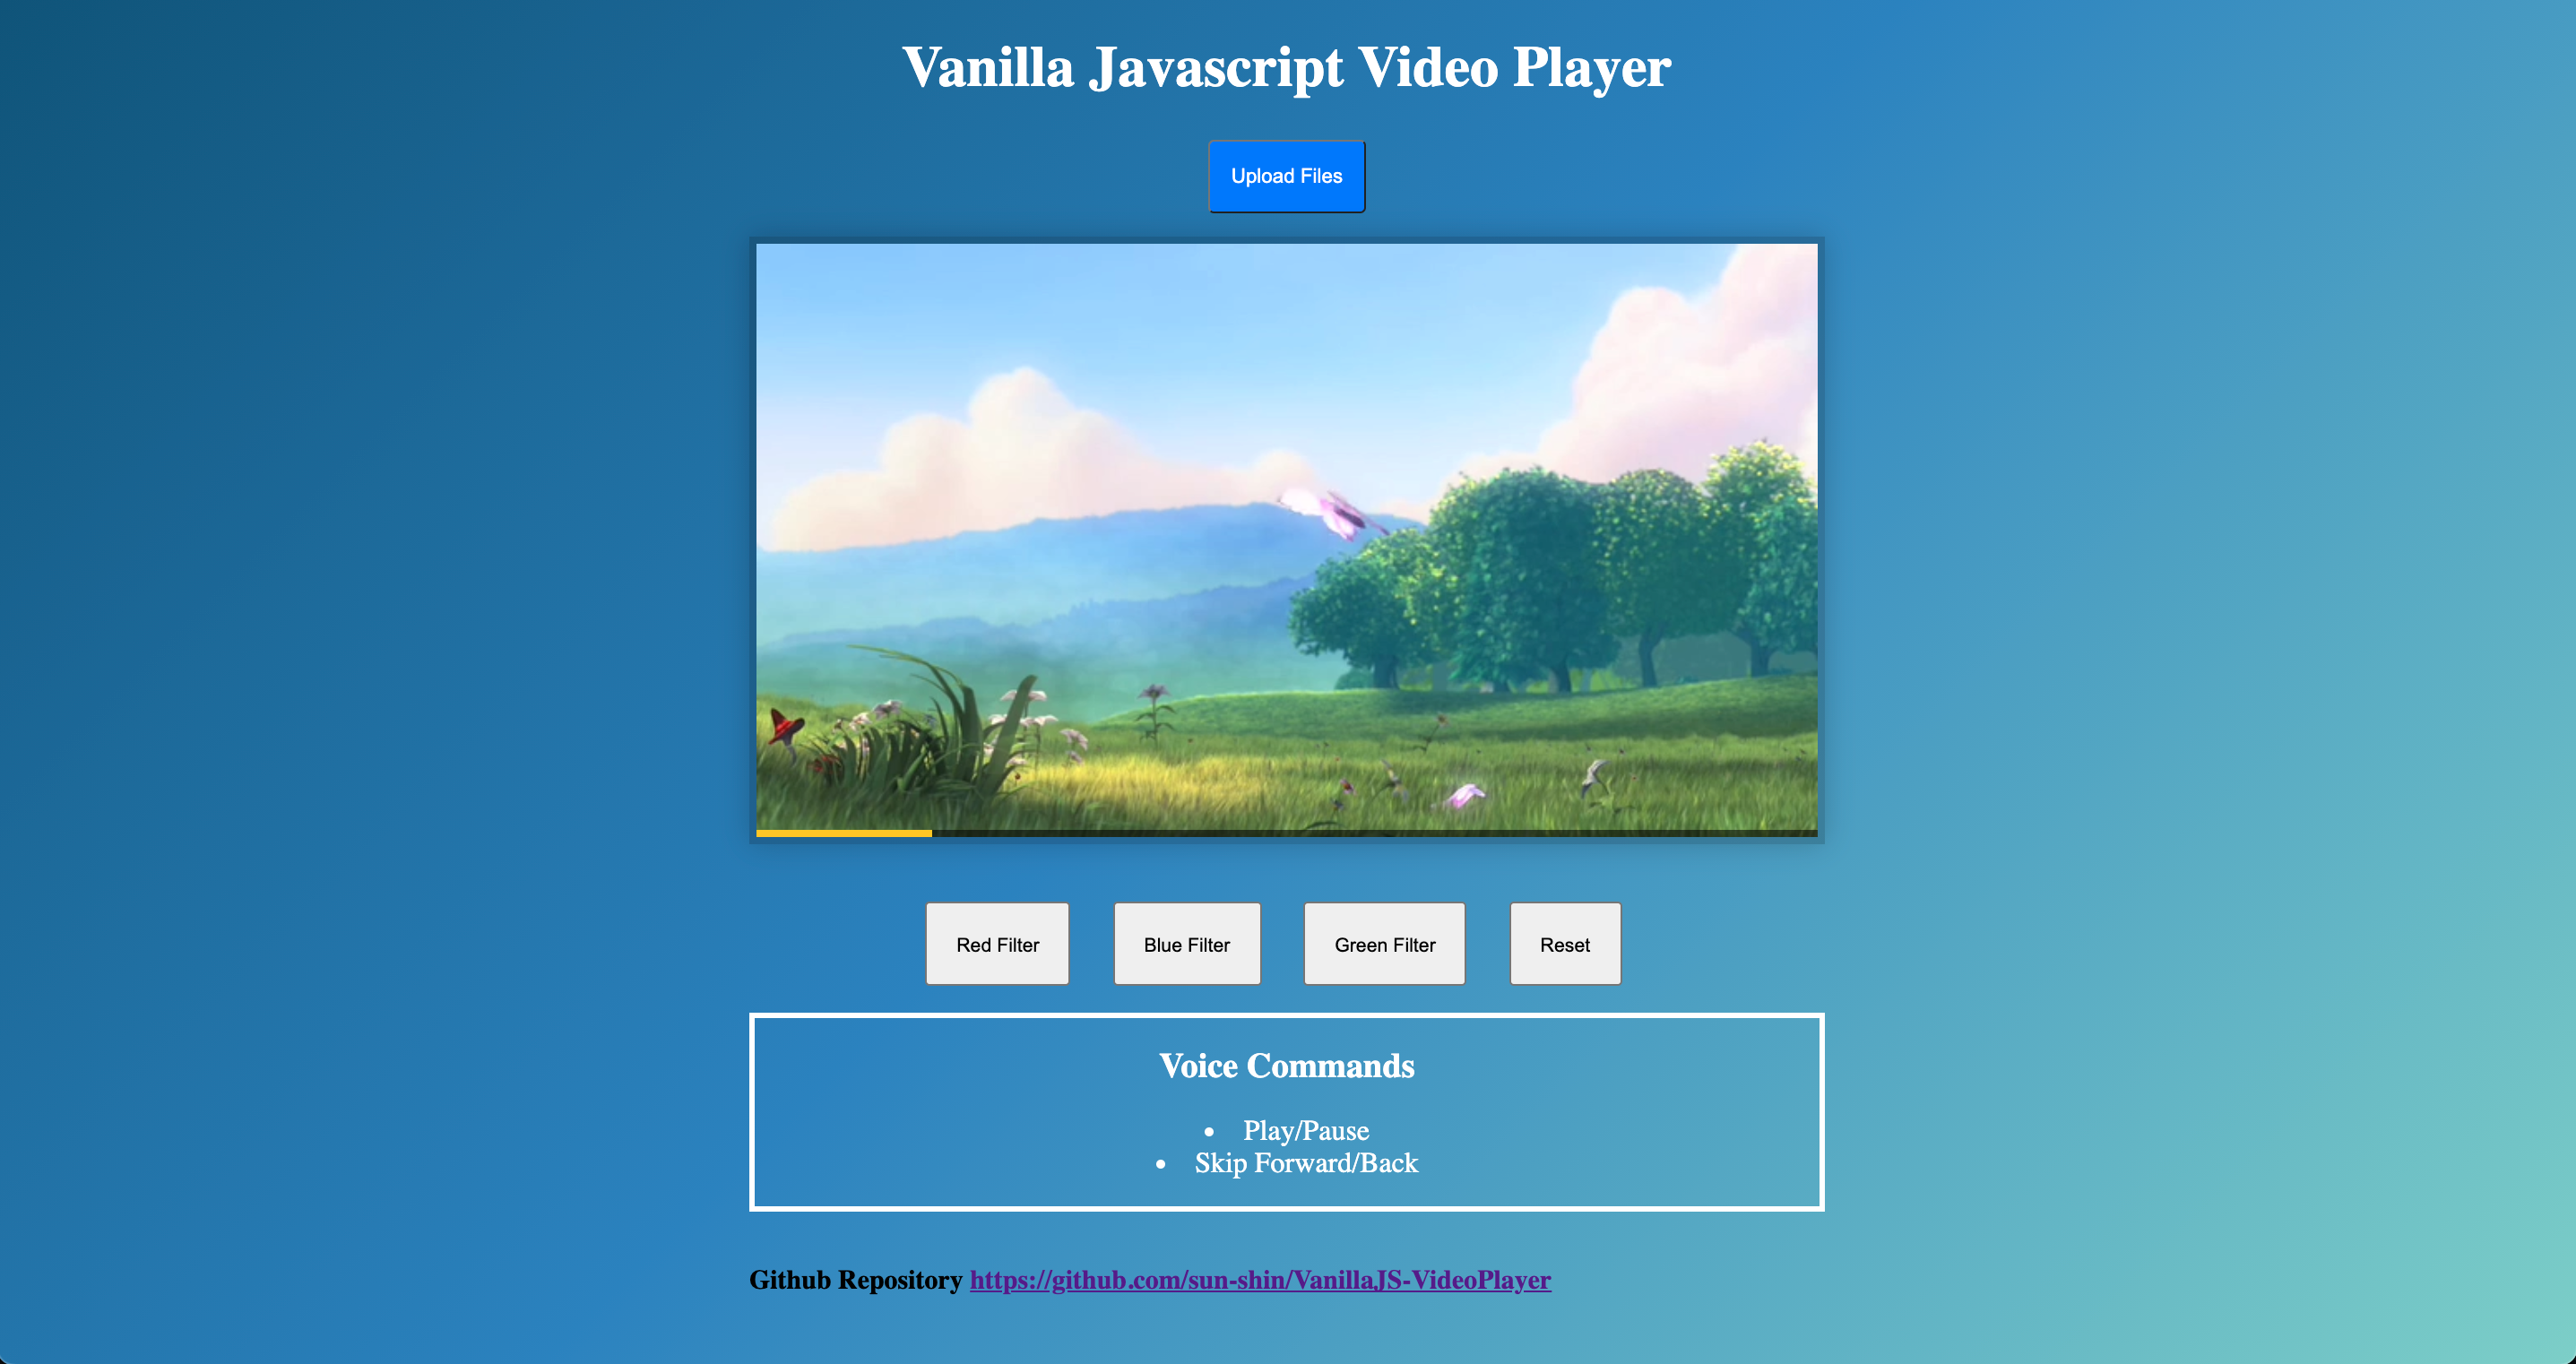 Vanilla Javascript Video Player
Upload Files
Red Filter
Blue Filter
Green Filter
Reset
Voice Commands
• Play/Pause
• Skip Forward/Back
Github Repository https://github.com/sun-shin/VanillaJS-VideoPlayer